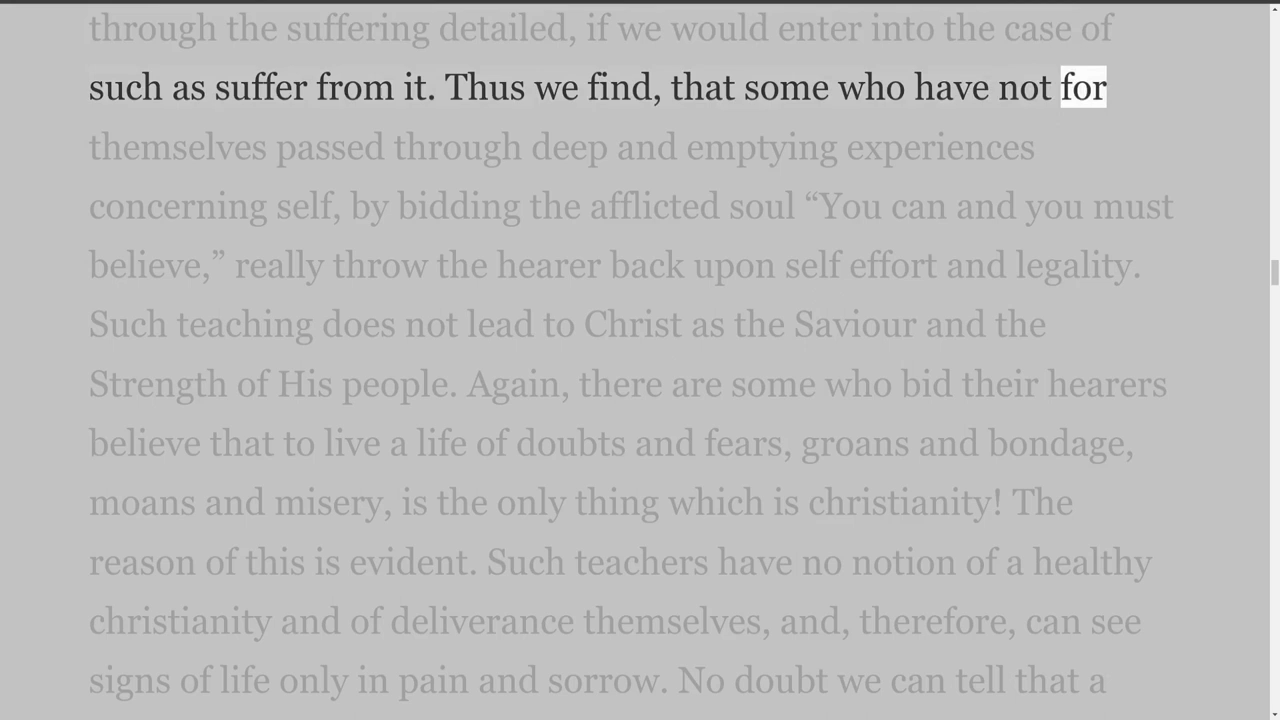 through the suffering detailed, if we would enter into the case of
such as suffer from it. Thus we find, that some who have not for
themselves passed through deep and emptying experiences
concerning self, by bidding the afflicted soul “You can and you must
believe,” really throw the hearer back upon self effort and legality.
Such teaching does not lead to Christ as the Saviour and the
Strength of His people. Again, there are some who bid their hearers
believe that to live a life of doubts and fears, groans and bondage,
moans and misery, is the only thing which is christianity! The
reason of this is evident. Such teachers have no notion of a healthy
christianity and of deliverance themselves, and, therefore, can see
signs of life only in pain and sorrow. No doubt we can tell that a